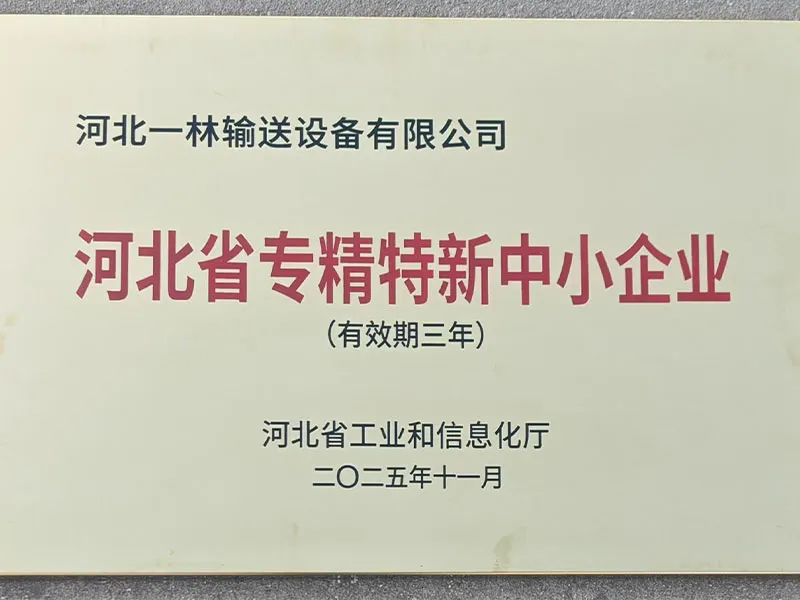 河北一林输送设备有限公司
河北省专精特新中小企业
（有效期三年）
河北省工业和信息化厅
二〇二五年十一月